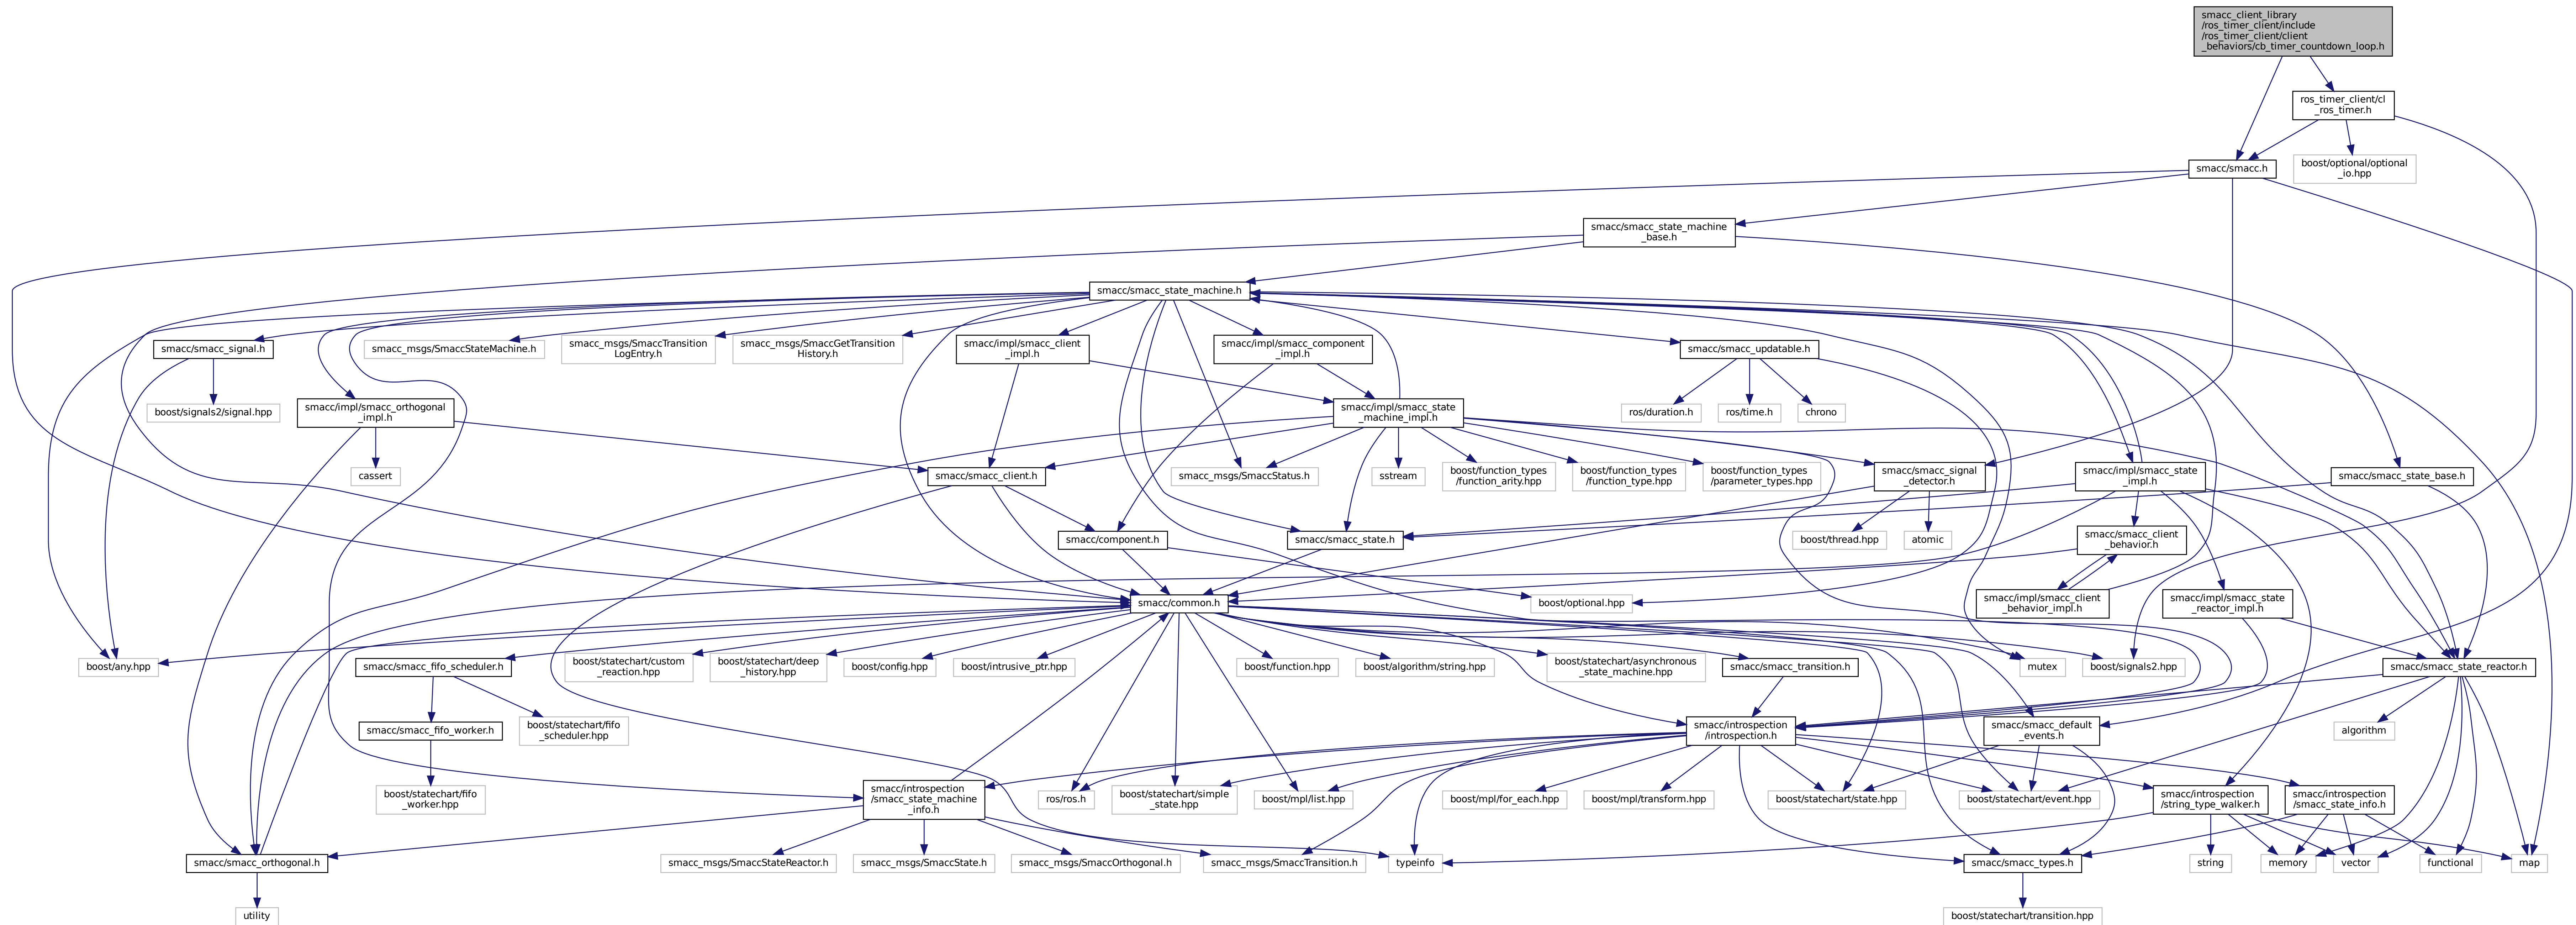 smacc_client_library
/ros_timer_client/include
/ros_timer_client/client
_behaviors/cb_timer_countdown_loop.h
ros_timer_client/cl
_ros_timer.h
smacc/smacc.h
boost/optional/optional
_io.hpp
smacc/smacc_state_machine
_base.h
smacc/smacc_state_machine.h
smacc/smacc_signal.h
smacc_msgs/SmaccStateMachine.h
smacc_msgs/SmaccTransition
LogEntry.h
smacc_msgs/SmaccGetTransition
History.h
smacc/impl/smacc_client
_impl.h
smacc/impl/smacc_component
_impl.h
smacc/smacc_updatable.h
boost/signals2/signal.hpp
smacc/impl/smacc_orthogonal
_impl.h
smacc/impl/smacc_state
_machine_impl.h
ros/duration.h
ros/time.h
chrono
cassert
smacc/smacc_client.h
smacc_msgs/SmaccStatus.h
sstream
boost/function_types
/function_arity.hpp
boost/function_types
/function_type.hpp
boost/function_types
/parameter_types.hpp
smacc/smacc_signal
_detector.h
smacc/impl/smacc_state
_impl.h
smacc/smacc_state_base.h
smacc/component.h
smacc/smacc_state.h
boost/thread.hpp
atomic
smacc/smacc_client
_behavior.h
smacc/common.h
boost/optional.hpp
smacc/impl/smacc_client
_behavior_impl.h
smacc/impl/smacc_state
_reactor_impl.h
boost/any.hpp
smacc/smacc_fifo_scheduler.h
boost/statechart/custom
_reaction.hpp
boost/statechart/deep
_history.hpp
boost/config.hpp
boost/intrusive_ptr.hpp
boost/function.hpp
boost/algorithm/string.hpp
boost/statechart/asynchronous
_state_machine.hpp
smacc/smacc_transition.h
mutex
boost/signals2.hpp
smacc/smacc_state_reactor.h
smacc/smacc_fifo_worker.h
boost/statechart/fifo
_scheduler.hpp
smacc/introspection
/introspection.h
smacc/smacc_default
_events.h
algorithm
boost/statechart/fifo
_worker.hpp
smacc/introspection
/smacc_state_machine
_info.h
ros/ros.h
boost/statechart/simple
_state.hpp
boost/mpl/list.hpp
boost/mpl/for_each.hpp
boost/mpl/transform.hpp
boost/statechart/state.hpp
boost/statechart/event.hpp
smacc/introspection
/string_type_walker.h
smacc/introspection
/smacc_state_info.h
smacc/smacc_orthogonal.h
smacc_msgs/SmaccStateReactor.h
smacc_msgs/SmaccState.h
smacc_msgs/SmaccOrthogonal.h
smacc_msgs/SmaccTransition.h
typeinfo
smacc/smacc_types.h
string
memory
vector
functional
map
utility
boost/statechart/transition.hpp